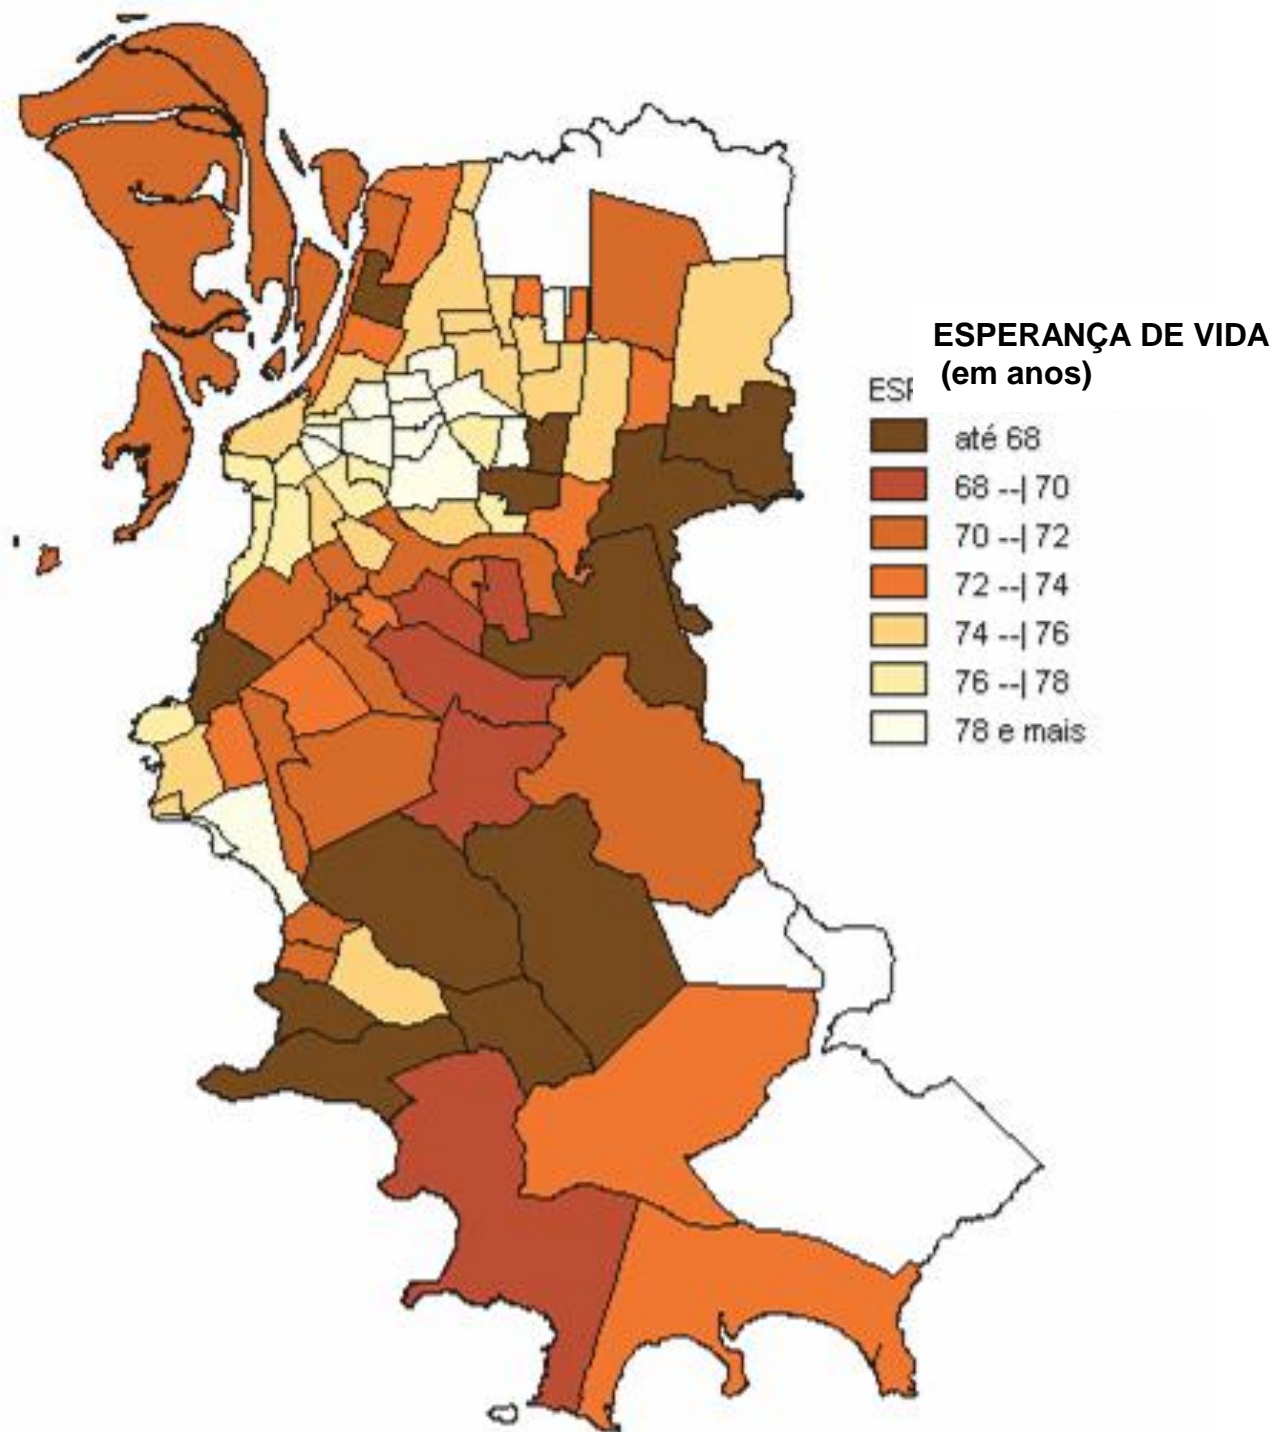 ESPERANÇA DE VIDA
(em anos)
ESF
até 68
68 --| 70
70 --| 72
72 --| 74
74 --| 76
76 --| 78
78 e mais